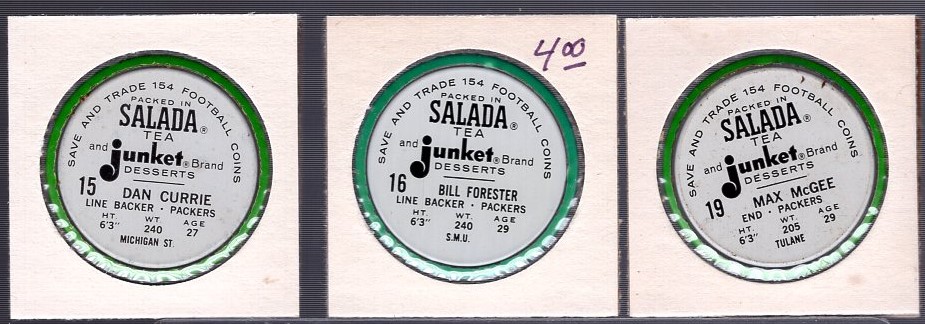 SAVE AND TRADE 154 FOOTBALL COINS
PACKED IN
SALADA®
TEA
and junket® Brand
DESSERTS
15 DAN CURRIE
LINE BACKER · PACKERS
HT. WT. AGE
6'3" 240 27
MICHIGAN ST.
4.00
SAVE AND TRADE 154 FOOTBALL COINS
PACKED IN
SALADA®
TEA
and junket® Brand
DESSERTS
16 BILL FORESTER
LINE BACKER · PACKERS
HT. WT. AGE
6'3" 240 29
S.M.U.
SAVE AND TRADE 154 FOOTBALL COINS
PACKED IN
SALADA®
TEA
and junket® Brand
DESSERTS
19 MAX McGEE
END · PACKERS
HT. WT. AGE
6'3" 205 29
TULANE